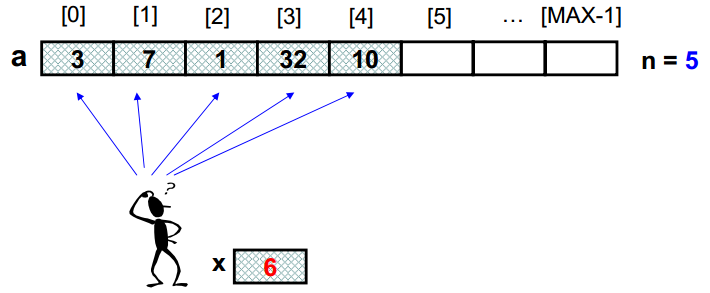 [0] [1] [2] [3] [4] [5] ... [MAX-1]
a 3 7 1 32 10 n = 5
?
x 6